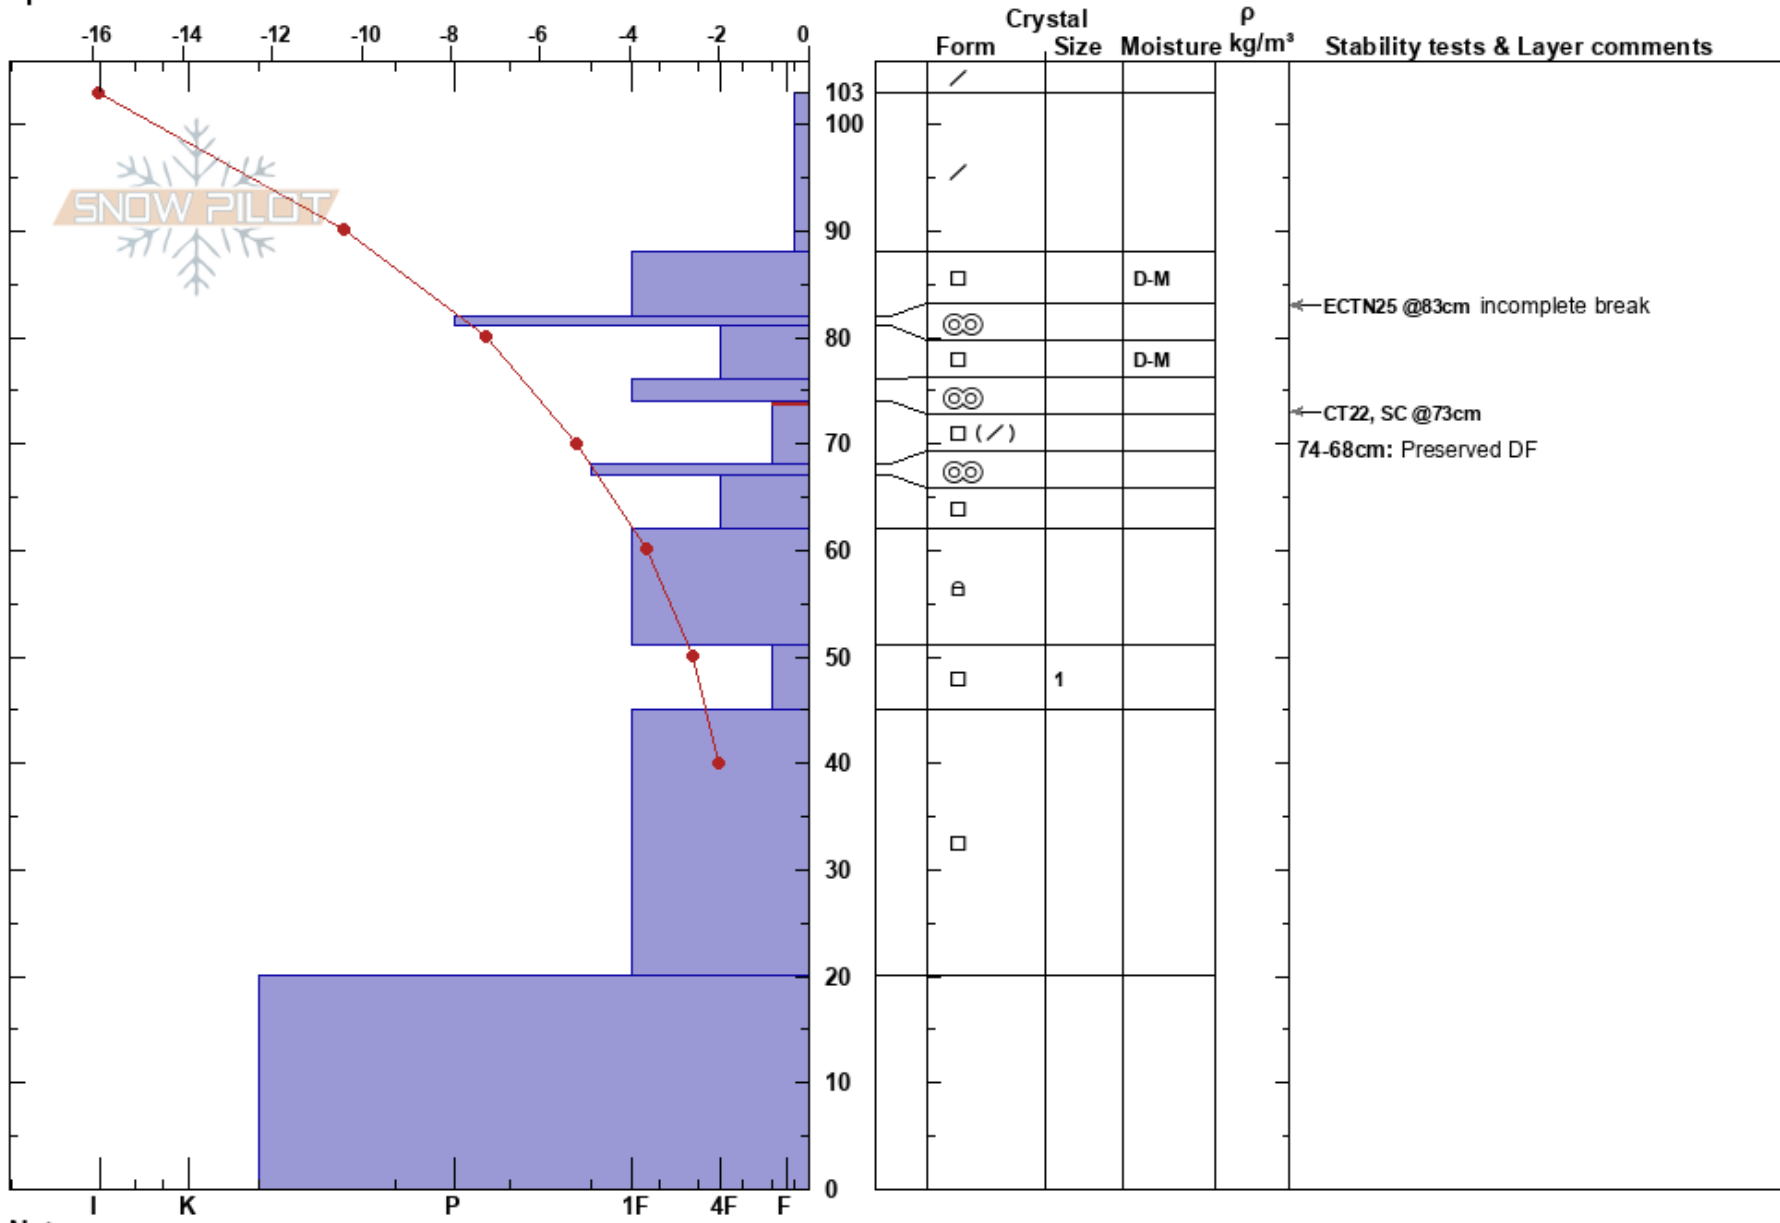 Crystal ρ
-16 -14 -12 -10 -8 -6 -4 -2 0 Form Size Moisture kg/m³ Stability tests & Layer comments
103
100
SNOW PILOT
90
D-M
ECTN25 @83cm incomplete break
80
D-M
CT22, SC @73cm
70 ( )
74-68cm: Preserved DF
60
50 1
40
30
20
10
0
I K P 1F 4F F